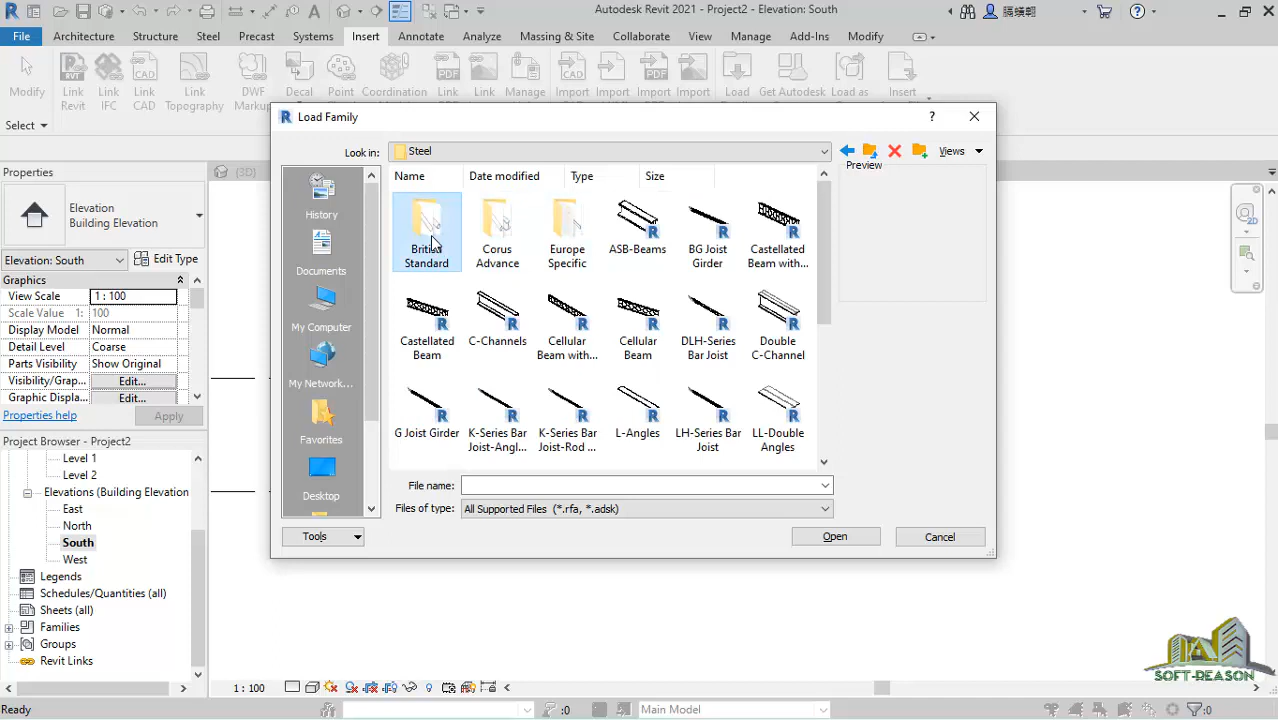 Autodesk Revit 2021 - Project2 - Elevation: South
File Architecture Structure Steel Precast Systems Insert Annotate Analyze Massing & Site Collaborate View Manage Add-Ins Modify
Modify Link Revit Link IFC Link CAD Link Topography DWF Markup Decal Point Coordination Link PDF Link Manage Import CAD Import Import PDF Import Load Get Autodesk Load as Insert
Select
Properties
Elevation
Building Elevation
Elevation: South
Edit Type
Graphics
View Scale 1 : 100
Scale Value 1: 100
Display Model Normal
Detail Level Coarse
Parts Visibility Show Original
Visibility/Grap... Edit...
Graphic Displa... Edit...
Properties help Apply
Project Browser - Project2
Level 1
Level 2
Elevations (Building Elevation
East
North
South
West
Legends
Schedules/Quantities (all)
Sheets (all)
Families
Groups
Revit Links
{3D}
Load Family
Look in: Steel
Views
Preview
History
Documents
My Computer
My Network...
Favorites
Desktop
Name Date modified Type Size
British Standard
Corus Advance
Europe Specific
ASB-Beams
BG Joist Girder
Castellated Beam with...
Castellated Beam
C-Channels
Cellular Beam with...
Cellular Beam
DLH-Series Bar Joist
Double C-Channel
G Joist Girder
K-Series Bar Joist-Angl...
K-Series Bar Joist-Rod ...
L-Angles
LH-Series Bar Joist
LL-Double Angles
File name:
Files of type: All Supported Files (*.rfa, *.adsk)
Tools
Open
Cancel
1 : 100
Ready
:0
Main Model
:0
SOFT-REASON